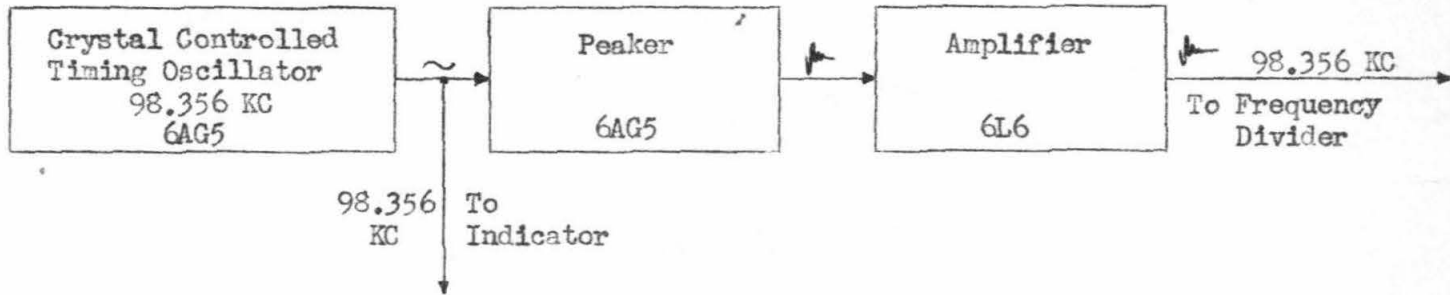 Crystal Controlled
Timing Oscillator
98.356 KC
6AG5
Peaker
6AG5
Amplifier
6L6
98.356 KC
To Frequency
Divider
98.356
KC
To
Indicator